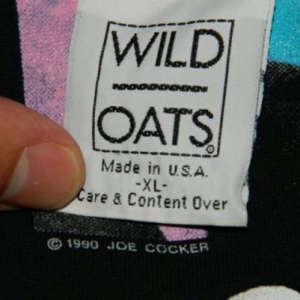 WILD
OATS®
Made in U.S.A.
-XL-
Care & Content Over
© 1990 JOE COCKER